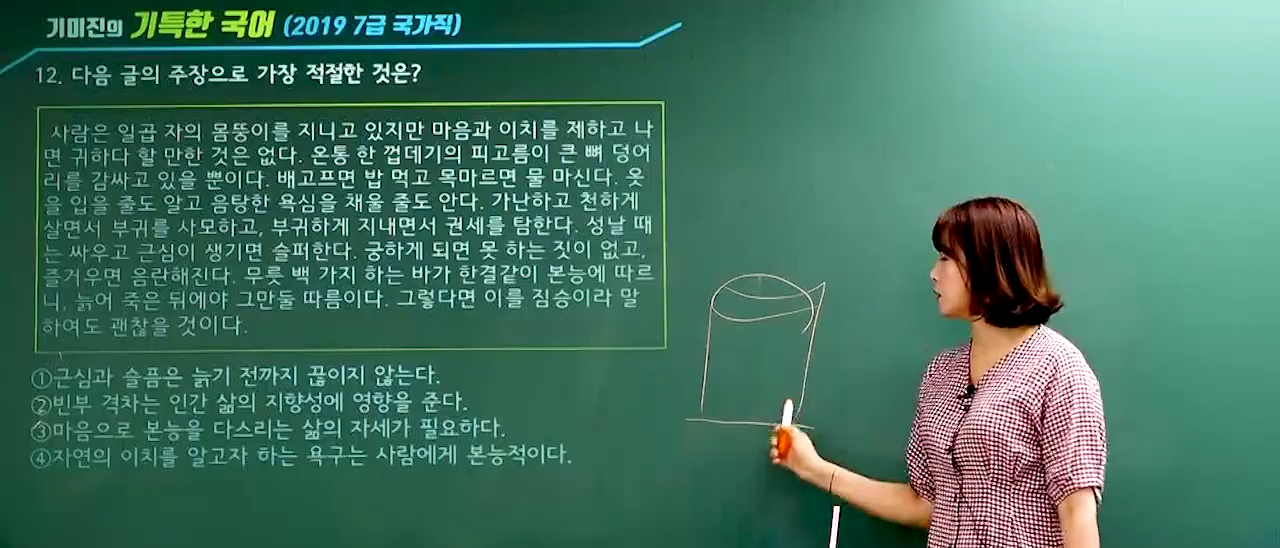 기미진의 기특한 국어 (2019 7급 국가직)
12. 다음 글의 주장으로 가장 적절한 것은?
사람은 일곱 자의 몸뚱이를 지니고 있지만 마음과 이치를 제하고 나
면 귀하다 할 만한 것은 없다. 온통 한 껍데기의 피고름이 큰 뼈 덩어
리를 감싸고 있을 뿐이다. 배고프면 밥 먹고 목마르면 물 마신다. 옷
을 입을 줄도 알고 음탕한 욕심을 채울 줄도 안다. 가난하고 천하게
살면서 부귀를 사모하고, 부귀하게 지내면서 권세를 탐한다. 성날 때
는 싸우고 근심이 생기면 슬퍼한다. 궁하게 되면 못 하는 짓이 없고,
즐거우면 음란해진다. 무릇 백 가지 하는 바가 한결같이 본능에 따르
니, 늙어 죽은 뒤에야 그만둘 따름이다. 그렇다면 이를 짐승이라 말
하여도 괜찮을 것이다.
①근심과 슬픔은 늙기 전까지 끊이지 않는다.
②빈부 격차는 인간 삶의 지향성에 영향을 준다.
③마음으로 본능을 다스리는 삶의 자세가 필요하다.
④자연의 이치를 알고자 하는 욕구는 사람에게 본능적이다.